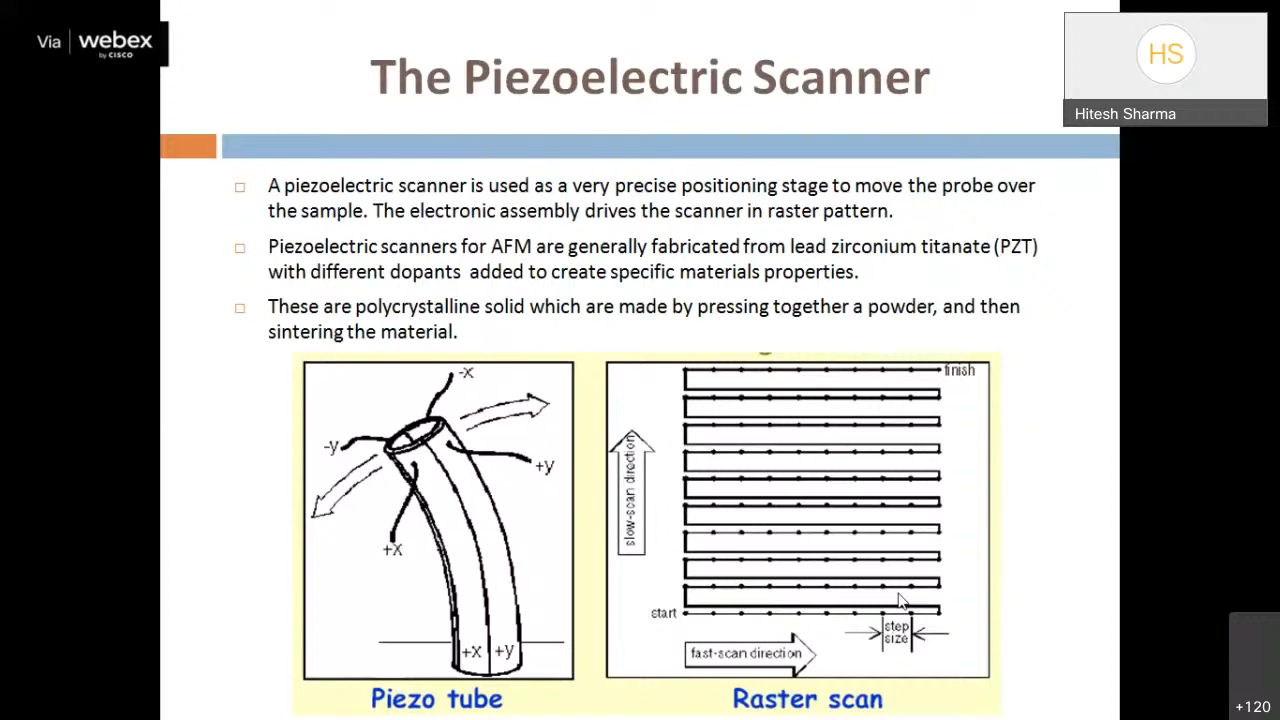 Via webex
by CISCO
HS
Hitesh Sharma
The Piezoelectric Scanner
A piezoelectric scanner is used as a very precise positioning stage to move the probe over
the sample. The electronic assembly drives the scanner in raster pattern.
Piezoelectric scanners for AFM are generally fabricated from lead zirconium titanate (PZT)
with different dopants added to create specific materials properties.
These are polycrystalline solid which are made by pressing together a powder, and then
sintering the material.
-x
-y
+y
+x
+x +y
Piezo tube
finish
slow-scan direction
start
step
size
fast-scan direction
Raster scan
+120